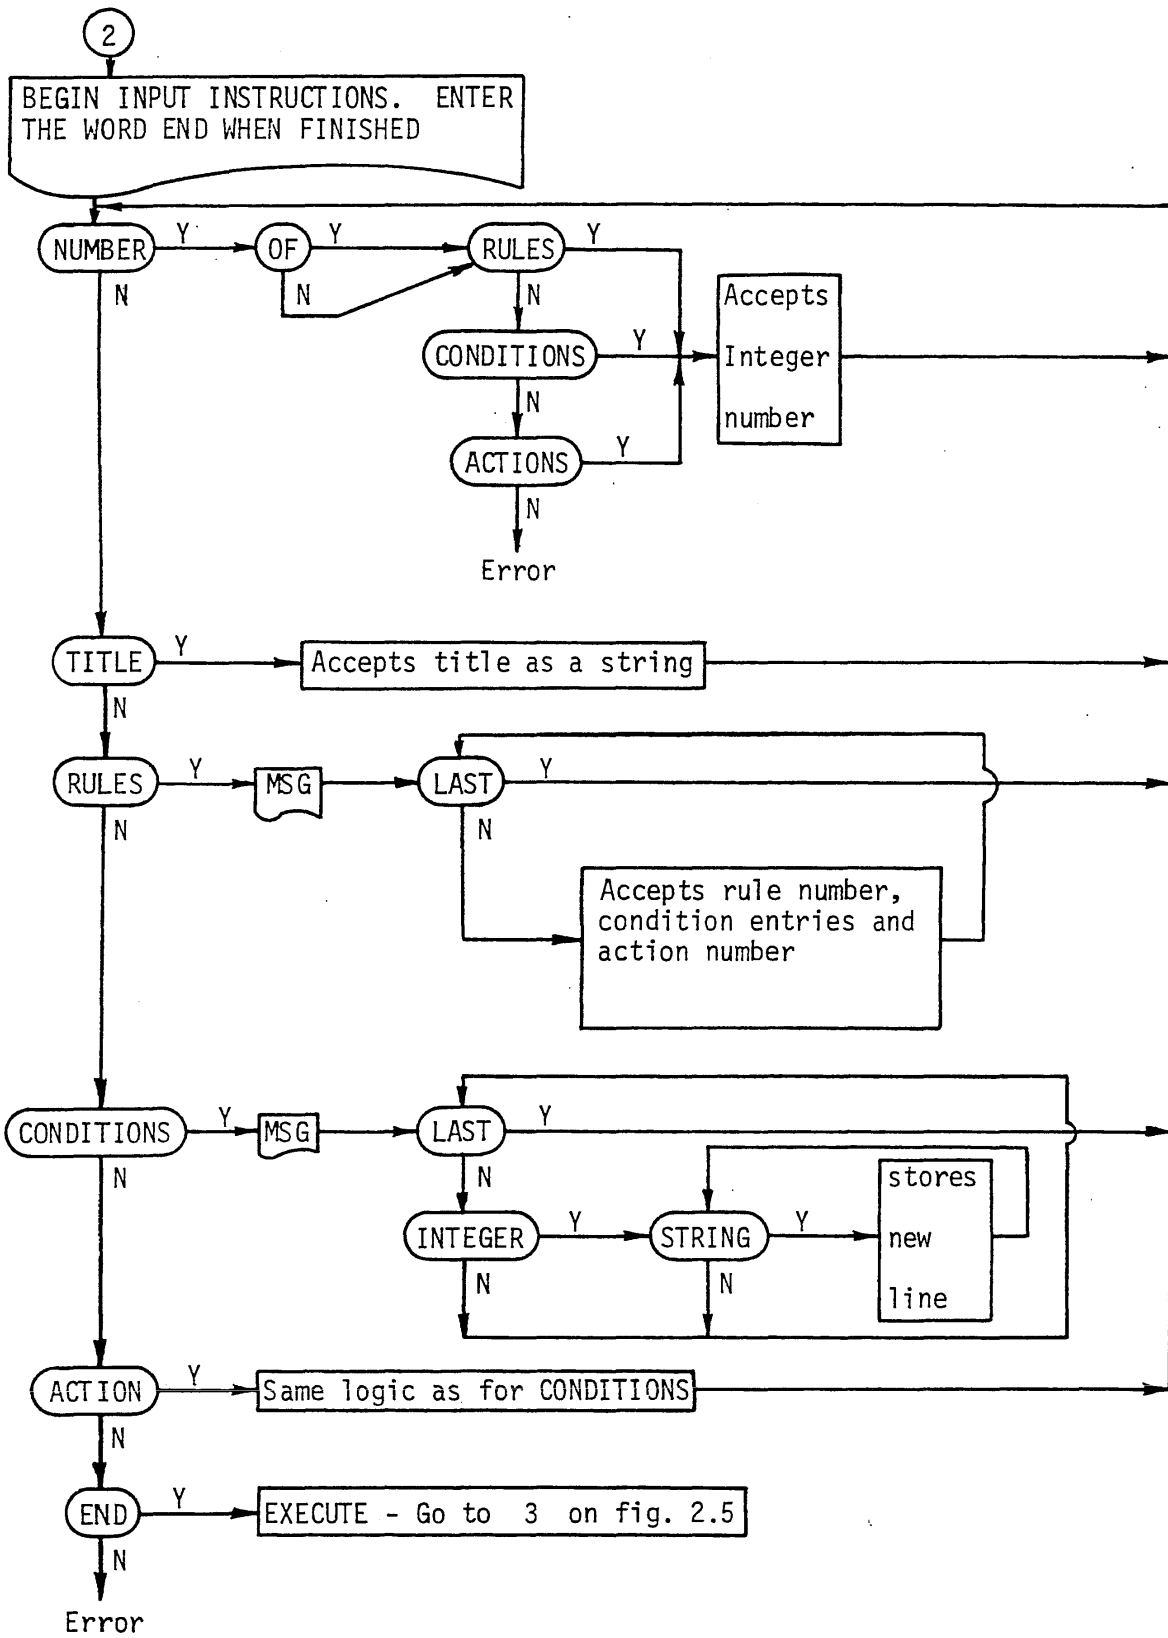 2
BEGIN INPUT INSTRUCTIONS. ENTER
THE WORD END WHEN FINISHED
NUMBER Y OF Y RULES Y
N N N
Accepts
Integer
number
CONDITIONS Y
N
ACTIONS Y
N
Error
TITLE Y Accepts title as a string
N
RULES Y MSG LAST Y
N N
Accepts rule number,
condition entries and
action number
CONDITIONS Y MSG LAST Y
N N
INTEGER Y STRING Y
N N
stores
new
line
ACTION Y Same logic as for CONDITIONS
N
END Y EXECUTE - Go to 3 on fig. 2.5
N
Error